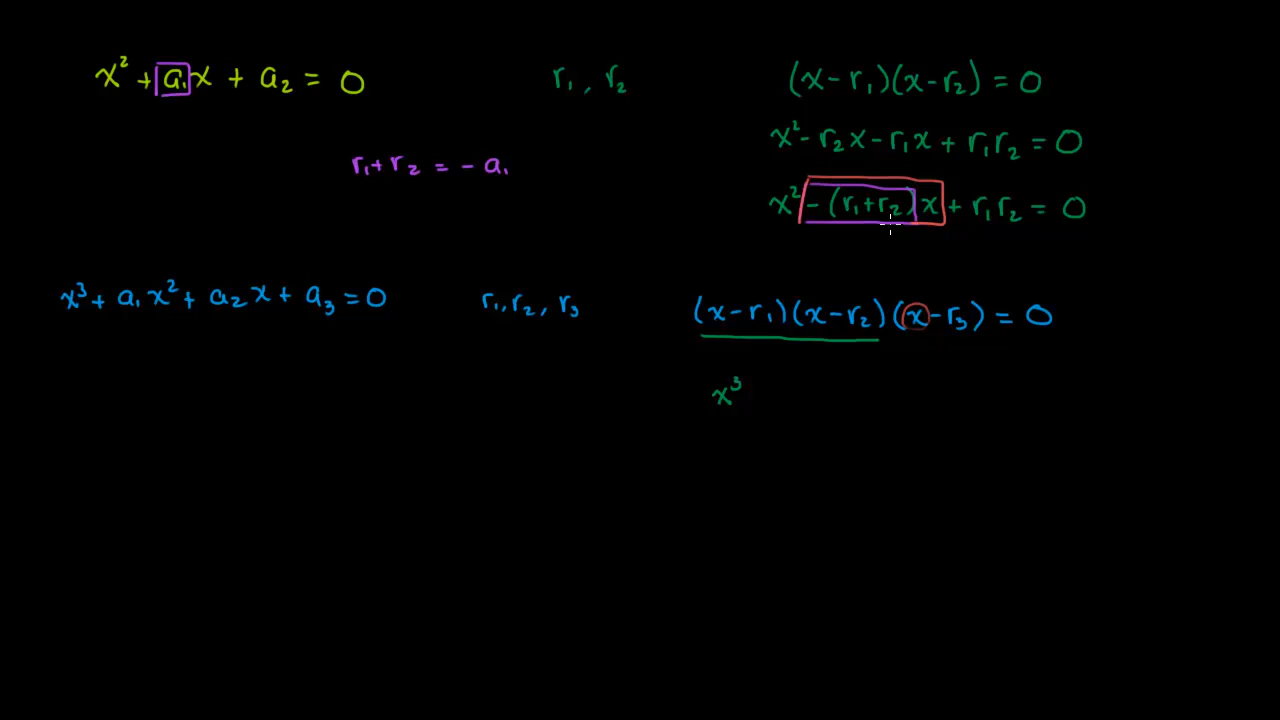 x² + a₁x + a₂ = 0
r₁, r₂
(x - r₁)(x - r₂) = 0
x² - r₂x - r₁x + r₁r₂ = 0
r₁ + r₂ = - a₁
x² - (r₁ + r₂)x + r₁r₂ = 0
x³ + a₁x² + a₂x + a₃ = 0
r₁, r₂, r₃
(x - r₁)(x - r₂)(x - r₃) = 0
x³